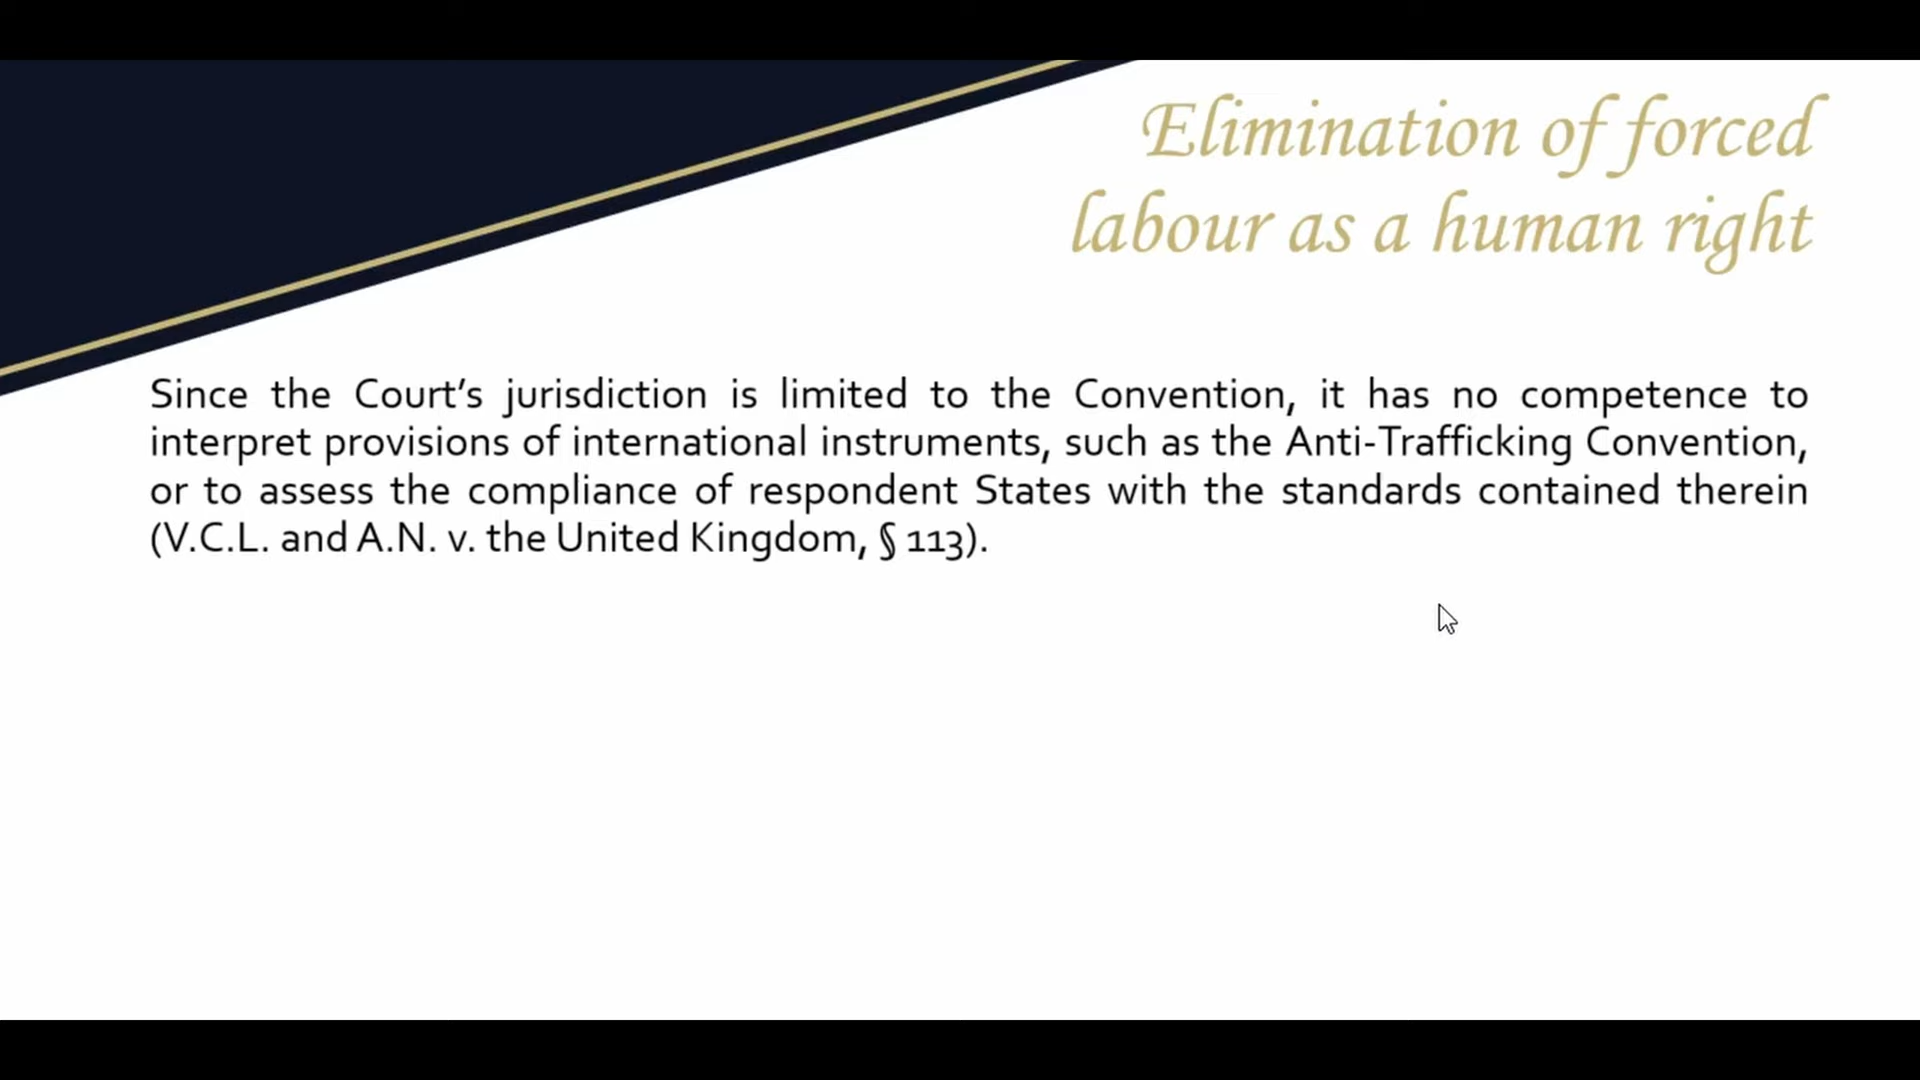 Elimination of forced
labour as a human right
Since the Court’s jurisdiction is limited to the Convention, it has no competence to
interpret provisions of international instruments, such as the Anti-Trafficking Convention,
or to assess the compliance of respondent States with the standards contained therein
(V.C.L. and A.N. v. the United Kingdom, § 113).